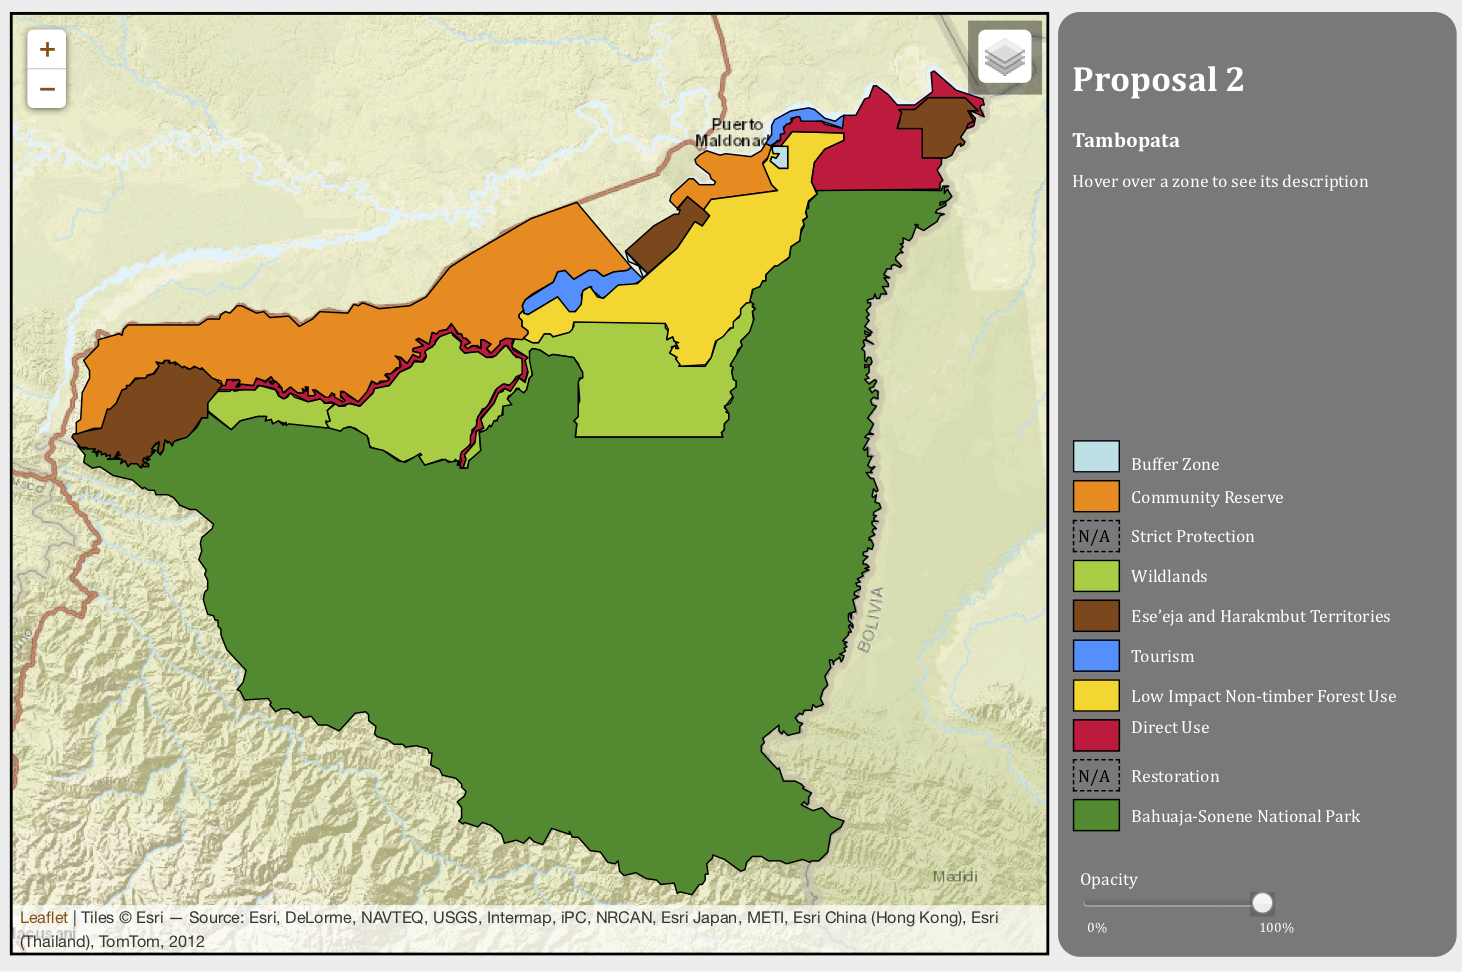 +
−
Puerto
Maldonad
BOLIVIA
Madidi
Leaflet | Tiles © Esri — Source: Esri, DeLorme, NAVTEQ, USGS, Intermap, iPC, NRCAN, Esri Japan, METI, Esri China (Hong Kong), Esri
(Thailand), TomTom, 2012
Proposal 2
Tambopata
Hover over a zone to see its description
Buffer Zone
Community Reserve
N/A Strict Protection
Wildlands
Ese’eja and Harakmbut Territories
Tourism
Low Impact Non-timber Forest Use
Direct Use
N/A Restoration
Bahuaja-Sonene National Park
Opacity
0% 100%